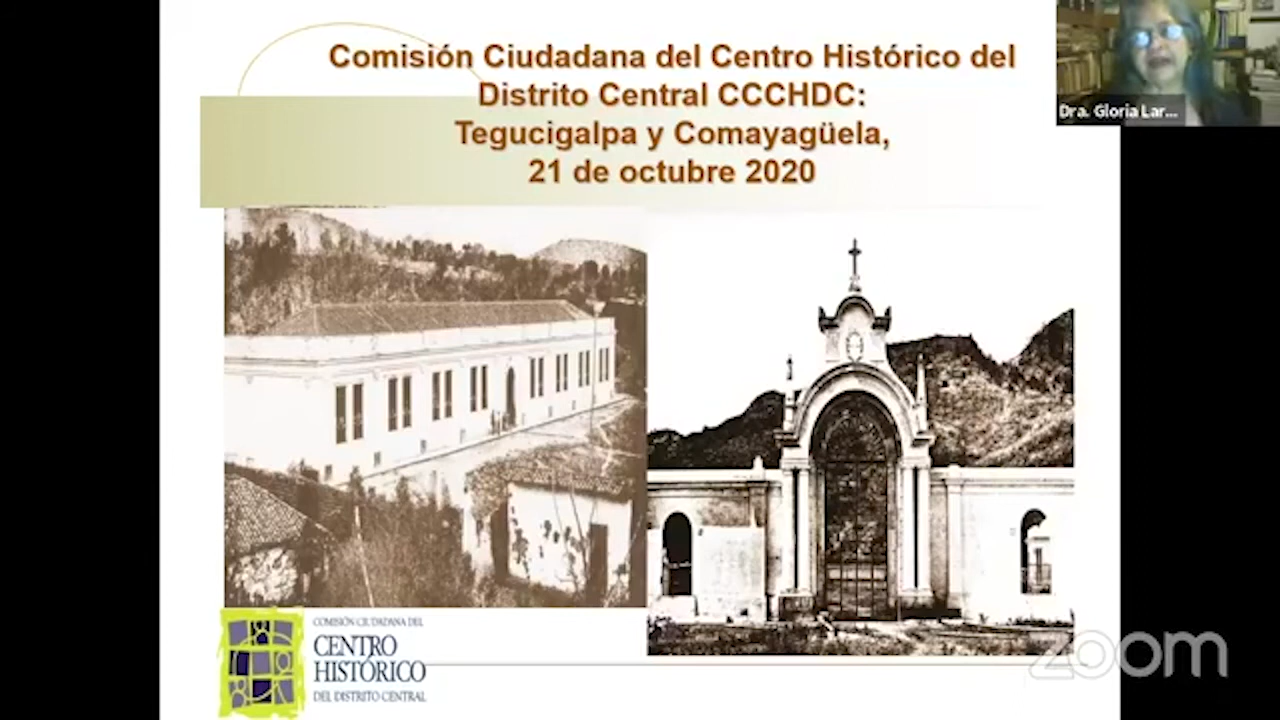 Comisión Ciudadana del Centro Histórico del
Distrito Central CCCHDC:
Tegucigalpa y Comayagüela,
21 de octubre 2020
Dra. Gloria Lar...
COMISIÓN CIUDADANA DEL
CENTRO
HISTÓRICO
DEL DISTRITO CENTRAL
zoom